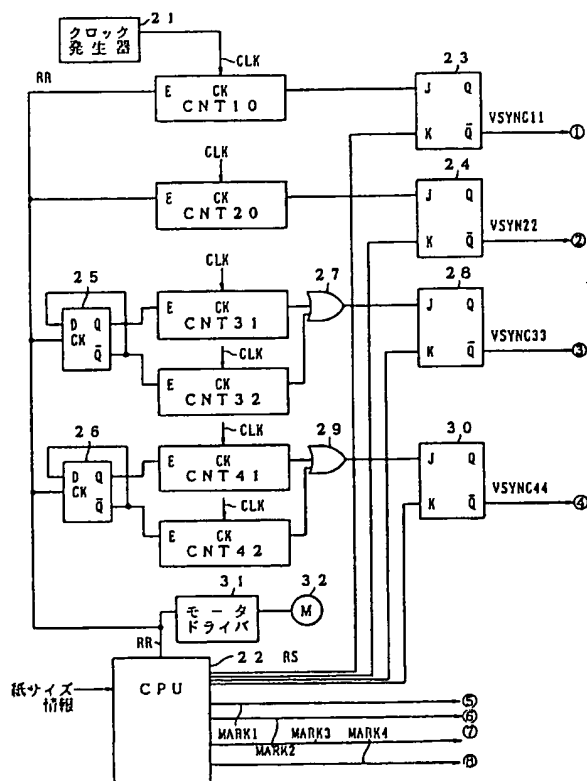 クロック
発生器
21
CLK
RR
E CK
CNT10
23
J Q
K Q̅
VSYNC11
①
CLK
E CK
CNT20
24
J Q
K Q̅
VSYN22
②
CLK
25
D Q
CK Q̅
E CK
CNT31
27
CLK
E CK
CNT32
28
J Q
K Q̅
VSYNC33
③
CLK
26
D Q
CK Q̅
E CK
CNT41
29
CLK
E CK
CNT42
30
J Q
K Q̅
VSYNC44
④
31
モータ
ドライバ
32
M
RR
22
RS
CPU
紙サイズ
情報
⑤
⑥
⑦
⑧
MARK1
MARK2
MARK3
MARK4